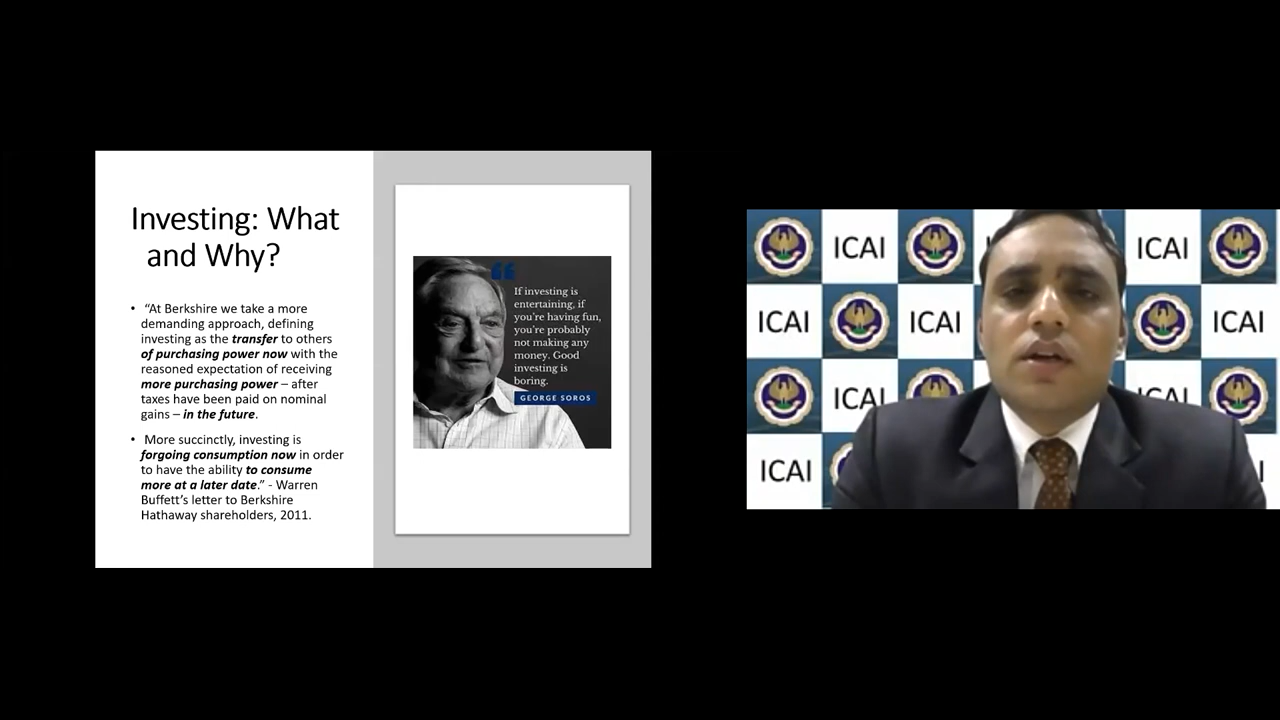 Investing: What
and Why?
• “At Berkshire we take a more
demanding approach, defining
investing as the transfer to others
of purchasing power now with the
reasoned expectation of receiving
more purchasing power – after
taxes have been paid on nominal
gains – in the future.
• More succinctly, investing is
forgoing consumption now in order
to have the ability to consume
more at a later date.” - Warren
Buffett’s letter to Berkshire
Hathaway shareholders, 2011.
“
If investing is
entertaining, if
you’re having fun,
you’re probably
not making any
money. Good
investing is
boring.
GEORGE SOROS
ICAI ICAI
ICAI ICAI ICAI
ICAI
ICAI